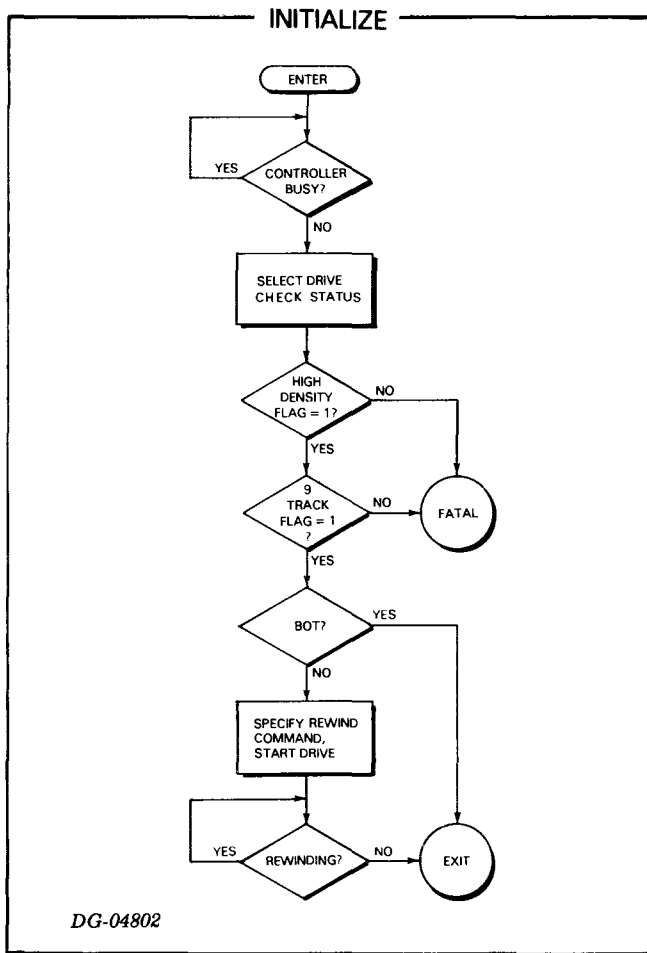 INITIALIZE
ENTER
CONTROLLER
BUSY?
YES
NO
SELECT DRIVE
CHECK STATUS
HIGH
DENSITY
FLAG = 1?
NO
YES
9
TRACK
FLAG = 1
?
NO
FATAL
YES
BOT?
YES
NO
SPECIFY REWIND
COMMAND,
START DRIVE
REWINDING?
YES
NO
EXIT
DG-04802